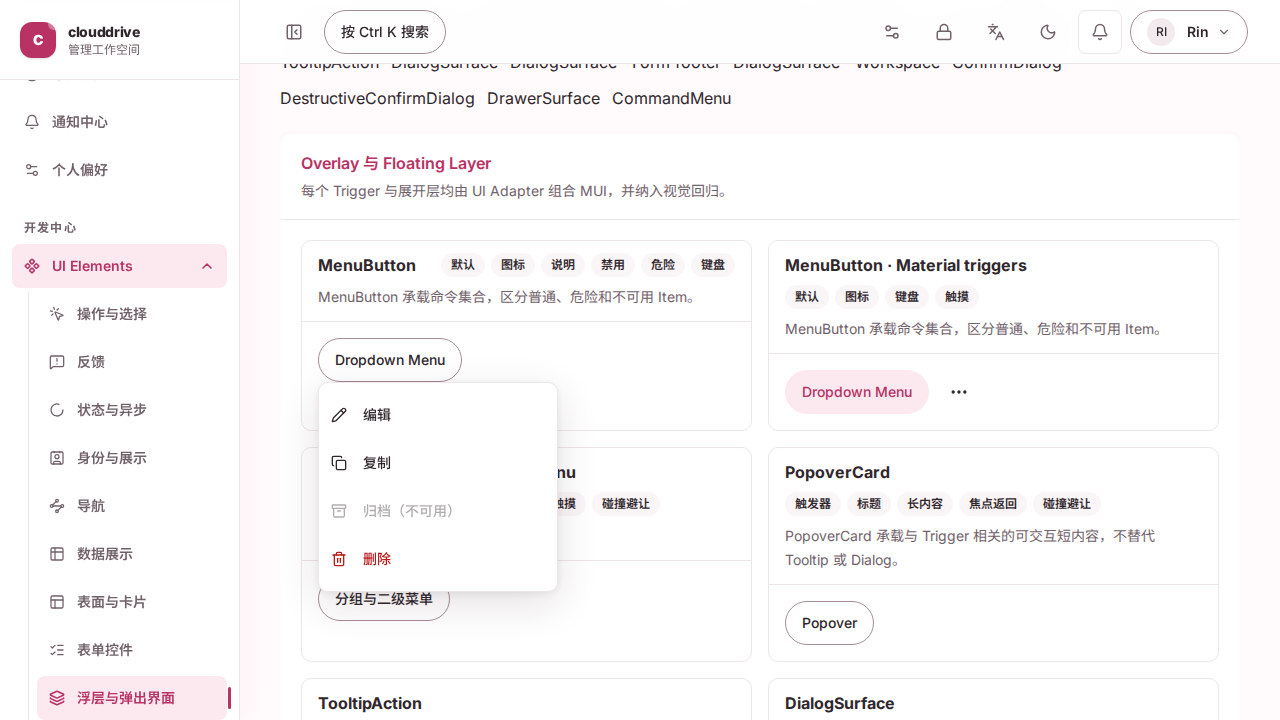 clouddrive
管理工作空间
按 Ctrl K 搜索
RI
Rin
通知中心
个人偏好
开发中心
UI Elements
操作与选择
反馈
状态与异步
身份与展示
导航
数据展示
表面与卡片
表单控件
浮层与弹出界面
TooltipAction DialogSurface DialogSurface FormFooter DialogSurface Workspace ConfirmDialog
DestructiveConfirmDialog DrawerSurface CommandMenu
Overlay 与 Floating Layer
每个 Trigger 与展开层均由 UI Adapter 组合 MUI，并纳入视觉回归。
MenuButton 默认 图标 说明 禁用 危险 键盘
MenuButton 承载命令集合，区分普通、危险和不可用 Item。
Dropdown Menu
编辑
复制
归档（不可用）
删除
MenuButton · Material triggers
默认 图标 键盘 触摸
MenuButton 承载命令集合，区分普通、危险和不可用 Item。
Dropdown Menu
nu
碰撞避让
分组与二级菜单
PopoverCard
触发器 标题 长内容 焦点返回 碰撞避让
PopoverCard 承载与 Trigger 相关的可交互短内容，不替代
Tooltip 或 Dialog。
Popover
TooltipAction
DialogSurface